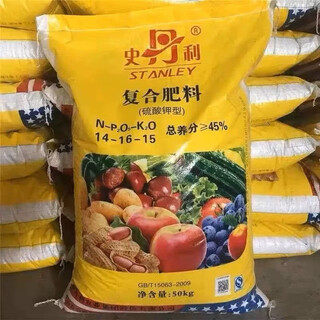 史丹利®
STANLEY
复合肥料
(硫酸钾型)
N-P₂O₅-K₂O
14-16-15 总养分≥45%
GB/T15063-2009
净含量:50kg